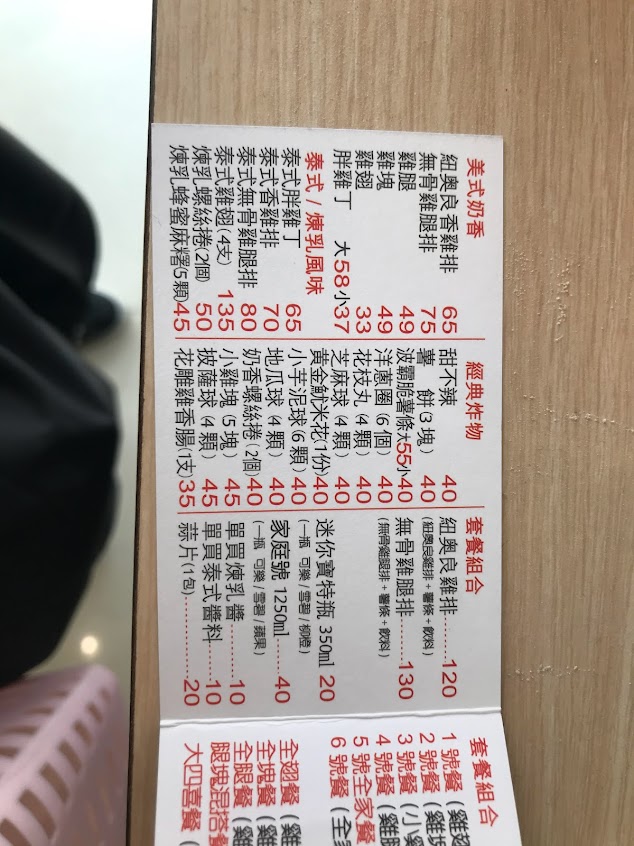 美式奶香
紐奧良香雞排 65
無骨雞腿排 75
雞腿 49
雞塊 49
雞翅 33
胖雞丁 大58小37
泰式/煉乳風味
泰式胖雞丁 65
泰式香雞排 70
泰式無骨雞腿排 80
泰式雞翅(4支) 135
煉乳螺絲捲(2個) 50
煉乳蜂蜜麻糬(5顆) 45
經典炸物
甜不辣 40
薯 餅(3塊) 40
波霸脆薯條大55小40
洋蔥圈(6個) 40
花枝丸(4顆) 40
芝麻球(4顆) 40
黃金魷米花(1份)40
小芋泥球(6顆) 40
地瓜球(4顆) 40
奶香螺絲捲(2個)40
小雞塊(5塊) 45
披薩球(4顆) 45
花雕雞香腸(1支)35
套餐組合
紐奧良雞排......120
(紐奧良雞排+薯條+飲料)
無骨雞腿排......130
(無骨雞腿排+薯條+飲料)
迷你寶特瓶 350ml 20
(一瓶 可樂/雪碧/柳橙)
家庭號 1250ml......40
(一瓶 可樂/雪碧/蘋果)
單買煉乳醬......10
單買泰式醬料......10
蒜片(1包)......20
套餐組合
1號餐(雞翅
2號餐(雞塊
3號餐(小雞
4號餐(雞腿
5號全家餐
6號餐(全家
全翅餐(雞
全塊餐(雞
全腿餐(雞
腿塊混搭餐
大四喜餐(